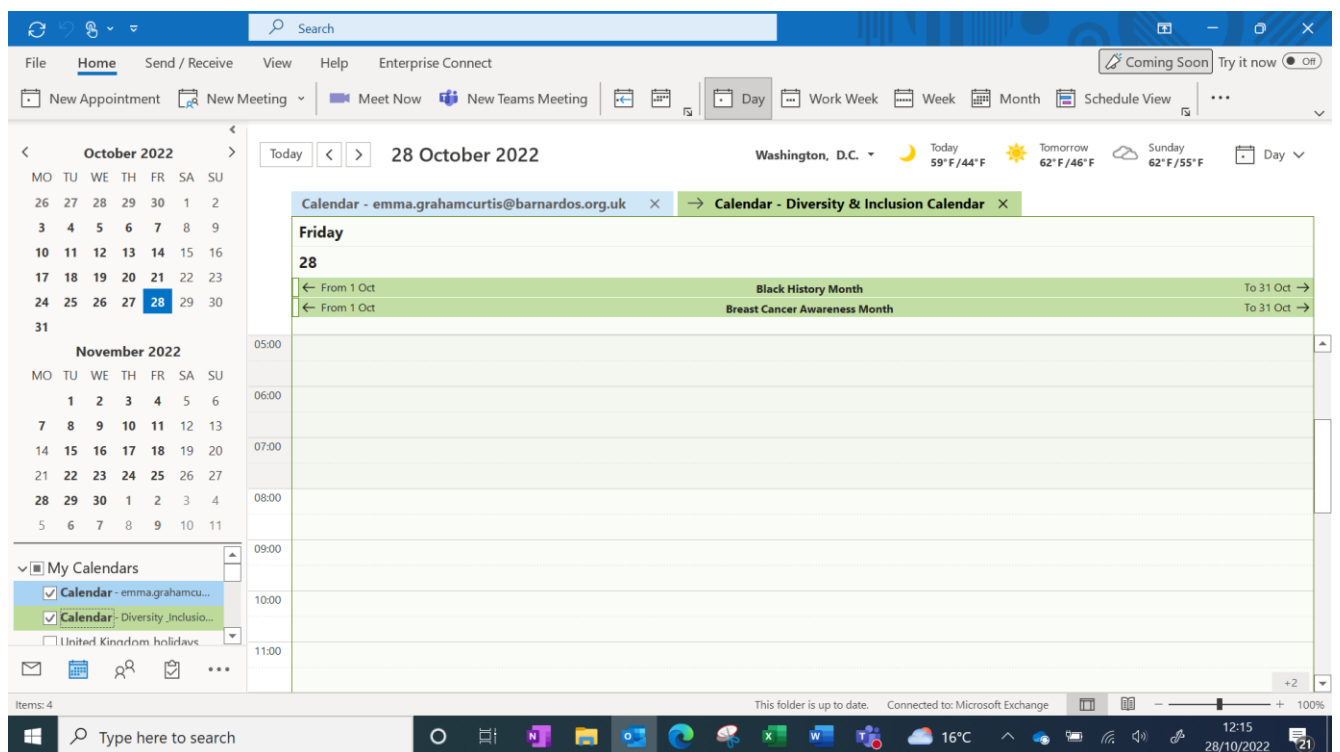 Search
File Home Send / Receive View Help Enterprise Connect Coming Soon Try it now Off
New Appointment New Meeting Meet Now New Teams Meeting Day Work Week Week Month Schedule View
October 2022
MO TU WE TH FR SA SU
26 27 28 29 30 1 2
3 4 5 6 7 8 9
10 11 12 13 14 15 16
17 18 19 20 21 22 23
24 25 26 27 28 29 30
31
November 2022
MO TU WE TH FR SA SU
1 2 3 4 5 6
7 8 9 10 11 12 13
14 15 16 17 18 19 20
21 22 23 24 25 26 27
28 29 30 1 2 3 4
5 6 7 8 9 10 11
My Calendars
Calendar - emma.grahamcu...
Calendar - Diversity _Inclusio...
United Kingdom holidays
Today 28 October 2022 Washington, D.C. Today 59°F/44°F Tomorrow 62°F/46°F Sunday 62°F/55°F Day
Calendar - emma.grahamcurtis@barnardos.org.uk Calendar - Diversity & Inclusion Calendar
Friday
28
From 1 Oct Black History Month To 31 Oct
From 1 Oct Breast Cancer Awareness Month To 31 Oct
05:00
06:00
07:00
08:00
09:00
10:00
11:00
+2
Items: 4 This folder is up to date. Connected to: Microsoft Exchange 100%
Type here to search 16°C 12:15
28/10/2022 21